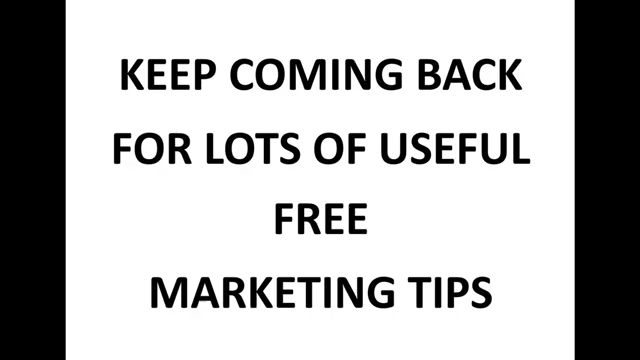 KEEP COMING BACK
FOR LOTS OF USEFUL
FREE
MARKETING TIPS